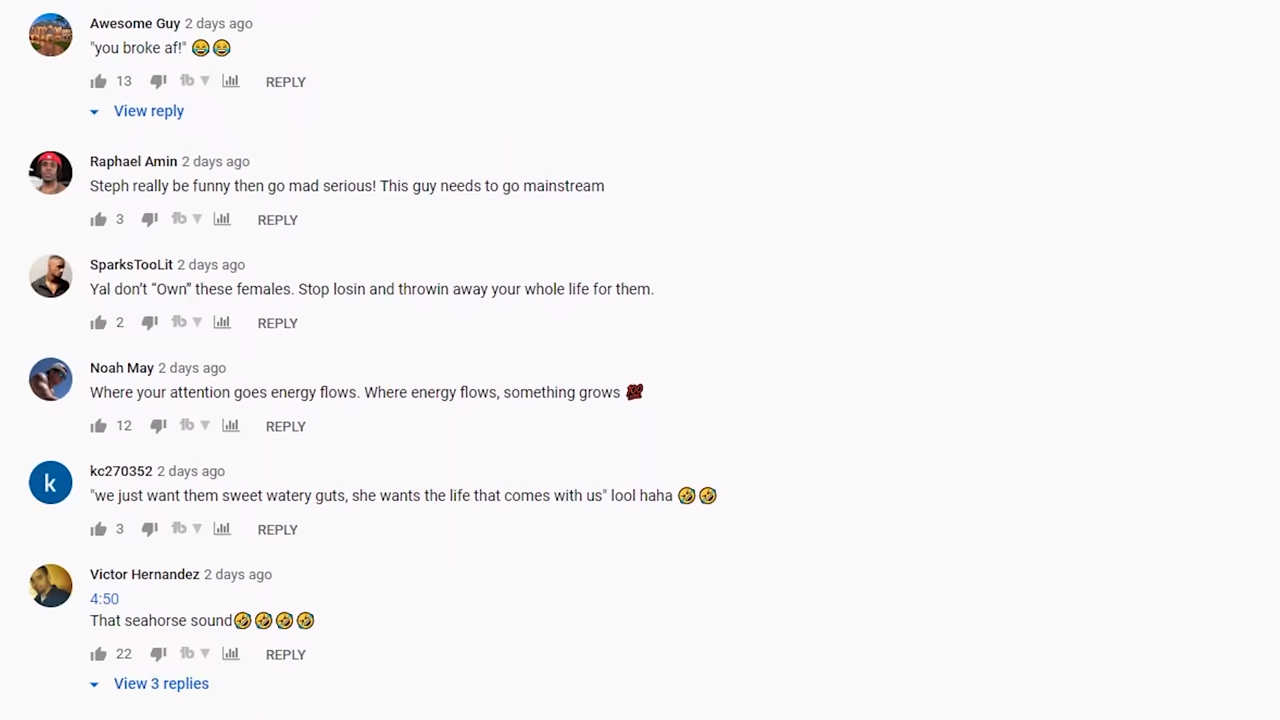 Awesome Guy 2 days ago
"you broke af!" 😂😂
13 REPLY
View reply
Raphael Amin 2 days ago
Steph really be funny then go mad serious! This guy needs to go mainstream
3 REPLY
SparksTooLit 2 days ago
Yal don’t “Own” these females. Stop losin and throwin away your whole life for them.
2 REPLY
Noah May 2 days ago
Where your attention goes energy flows. Where energy flows, something grows 💯
12 REPLY
k
kc270352 2 days ago
"we just want them sweet watery guts, she wants the life that comes with us" lool haha 🤣🤣
3 REPLY
Victor Hernandez 2 days ago
4:50
That seahorse sound🤣🤣🤣🤣
22 REPLY
View 3 replies